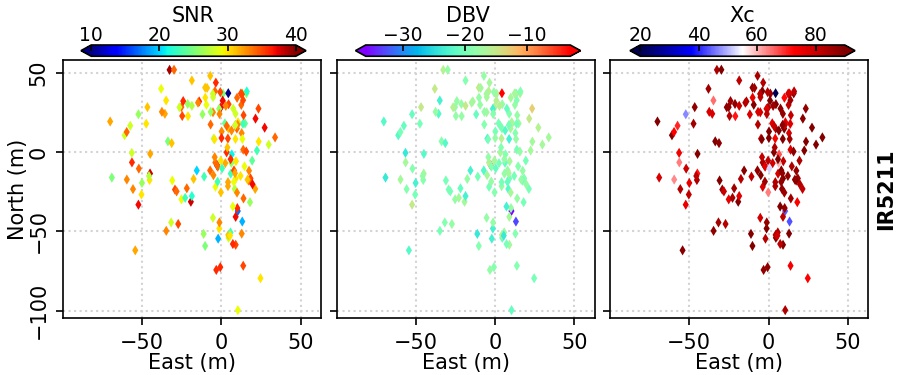 SNR DBV Xc
10 20 30 40 −30 −20 −10 20 40 60 80
50
0
−50
−100
North (m)
−50 0 50 −50 0 50 −50 0 50
East (m) East (m) East (m)
IR5211